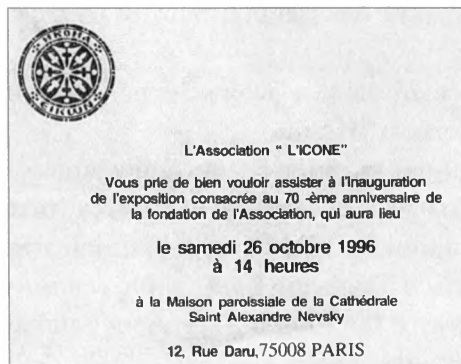 ИКОНА
ΕΙΚΩΝ
L'Association " L'ICONE"
Vous prie de bien vouloir assister à l'inauguration
de l'exposition consacrée au 70 -ème anniversaire de
la fondation de l'Association, qui aura lieu
le samedi 26 octobre 1996
à 14 heures
à la Maison paroissiale de la Cathédrale
Saint Alexandre Nevsky
12, Rue Daru,75008 PARIS